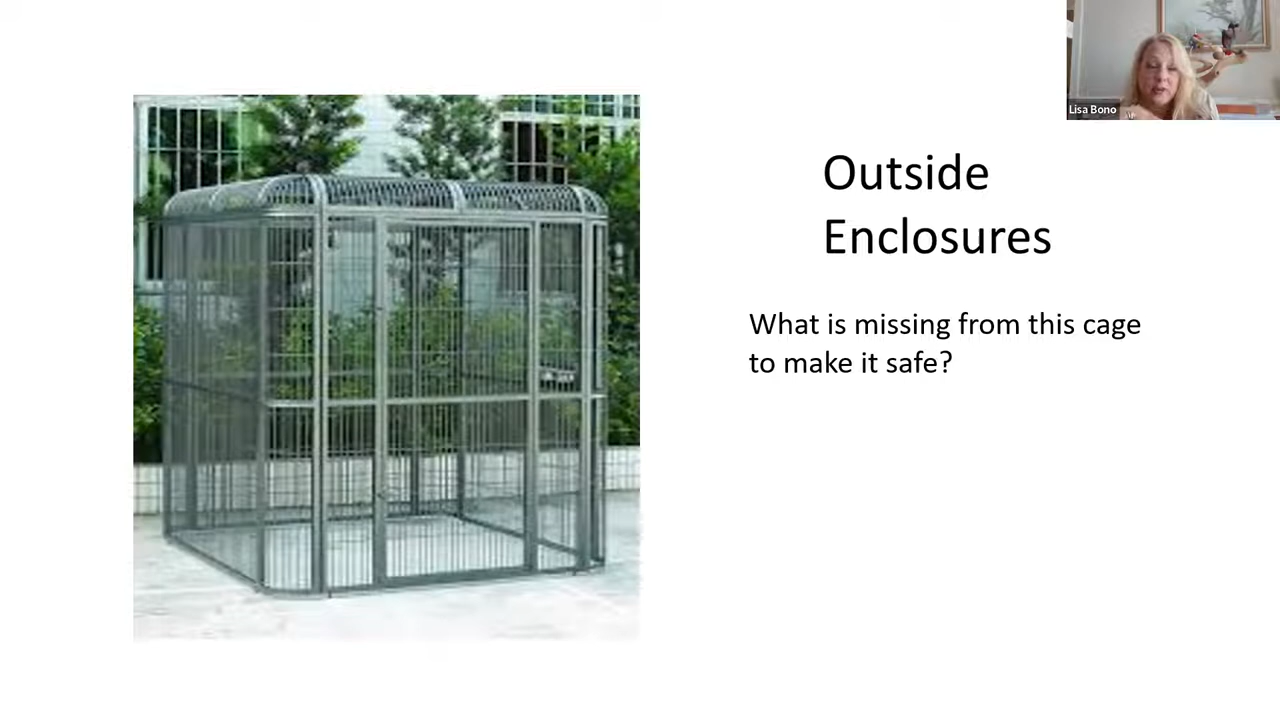 Lisa Bono
Outside
Enclosures
What is missing from this cage
to make it safe?